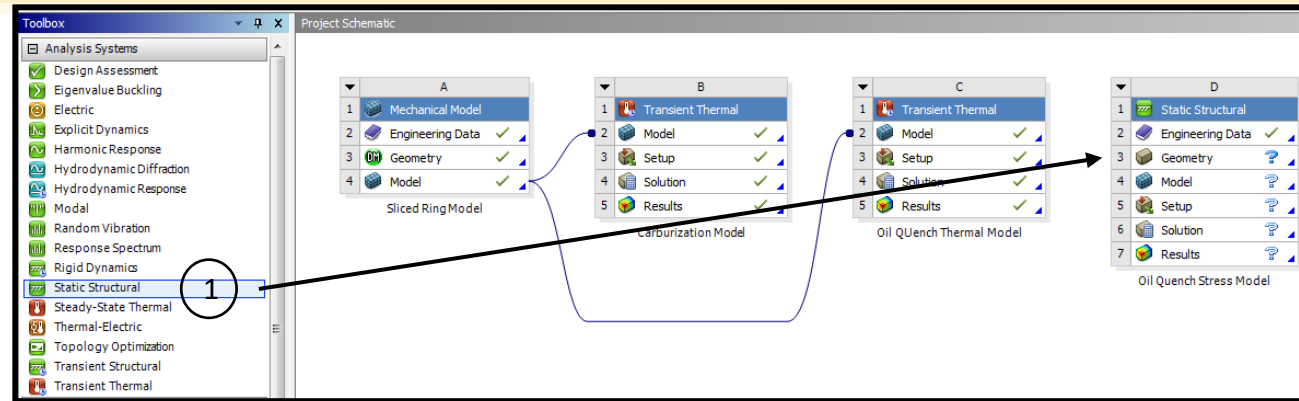 Toolbox
Project Schematic
Analysis Systems
Design Assessment
Eigenvalue Buckling
Electric
Explicit Dynamics
Harmonic Response
Hydrodynamic Diffraction
Hydrodynamic Response
Modal
Random Vibration
Response Spectrum
Rigid Dynamics
Static Structural
Steady-State Thermal
Thermal-Electric
Topology Optimization
Transient Structural
Transient Thermal
1
A
1 Mechanical Model
2 Engineering Data
3 DM Geometry
4 Model
Sliced Ring Model
B
1 Transient Thermal
2 Model
3 Setup
4 Solution
5 Results
Carburization Model
C
1 Transient Thermal
2 Model
3 Setup
4 Solution
5 Results
Oil QUench Thermal Model
D
1 Static Structural
2 Engineering Data
3 Geometry ?
4 Model ?
5 Setup ?
6 Solution ?
7 Results ?
Oil Quench Stress Model